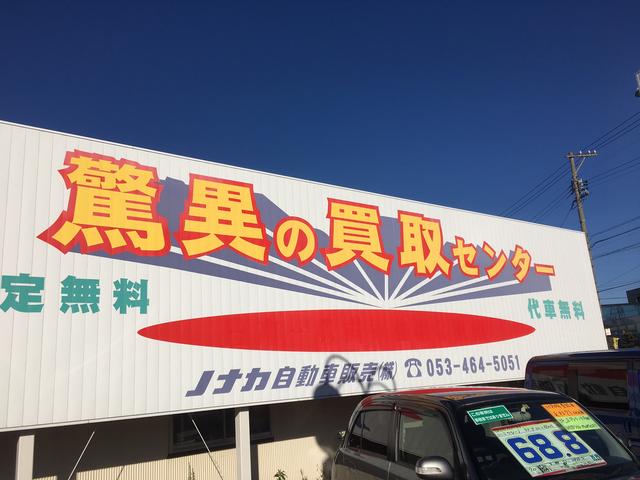 驚異の買取センター
定無料
代車無料
ノナカ自動車販売㈱ ☎053-464-5051
68.8